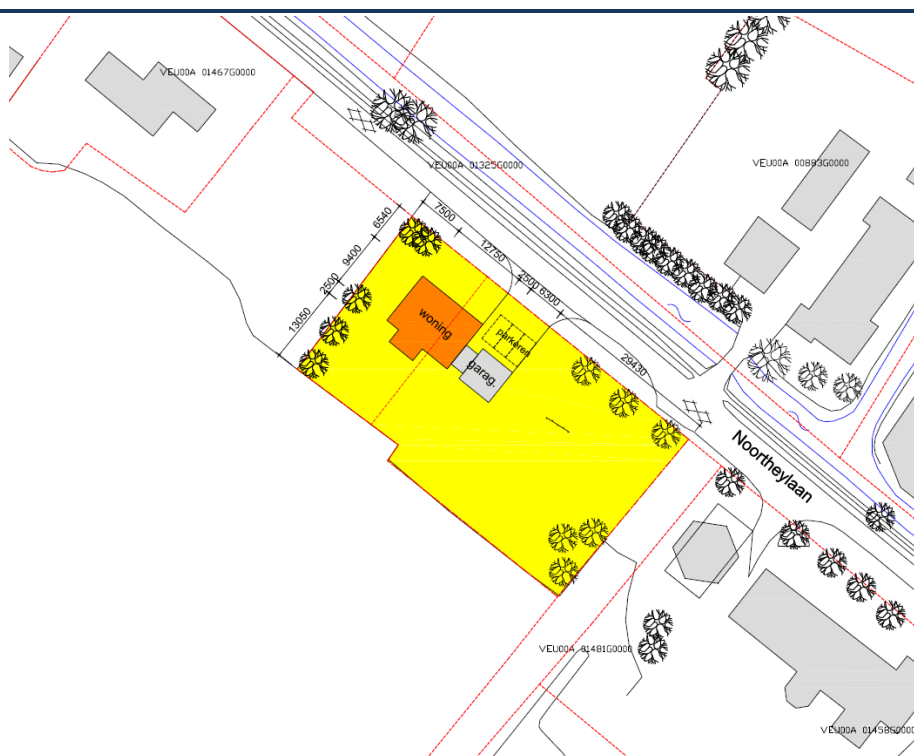 VEU00A 01467G0000
VEU00A 01325G0000
VEU00A 00883G0000
6540
7500
9400
12750
2500
2500
6300
13050
woning
parkeren
garag.
29430
Noortheylaan
VEU00A 01481G0000
VEU00A 01458G0000